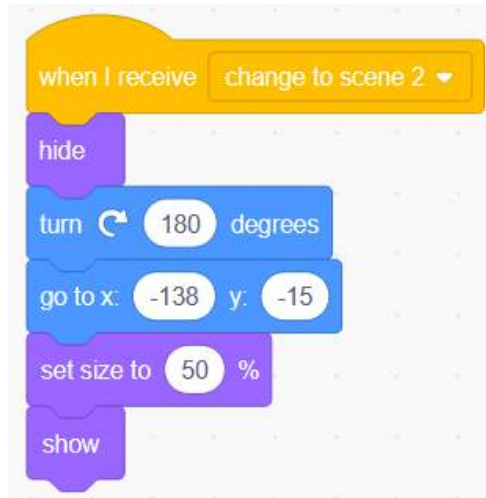 when I receive change to scene 2
hide
turn 180 degrees
go to x: -138 y: -15
set size to 50 %
show